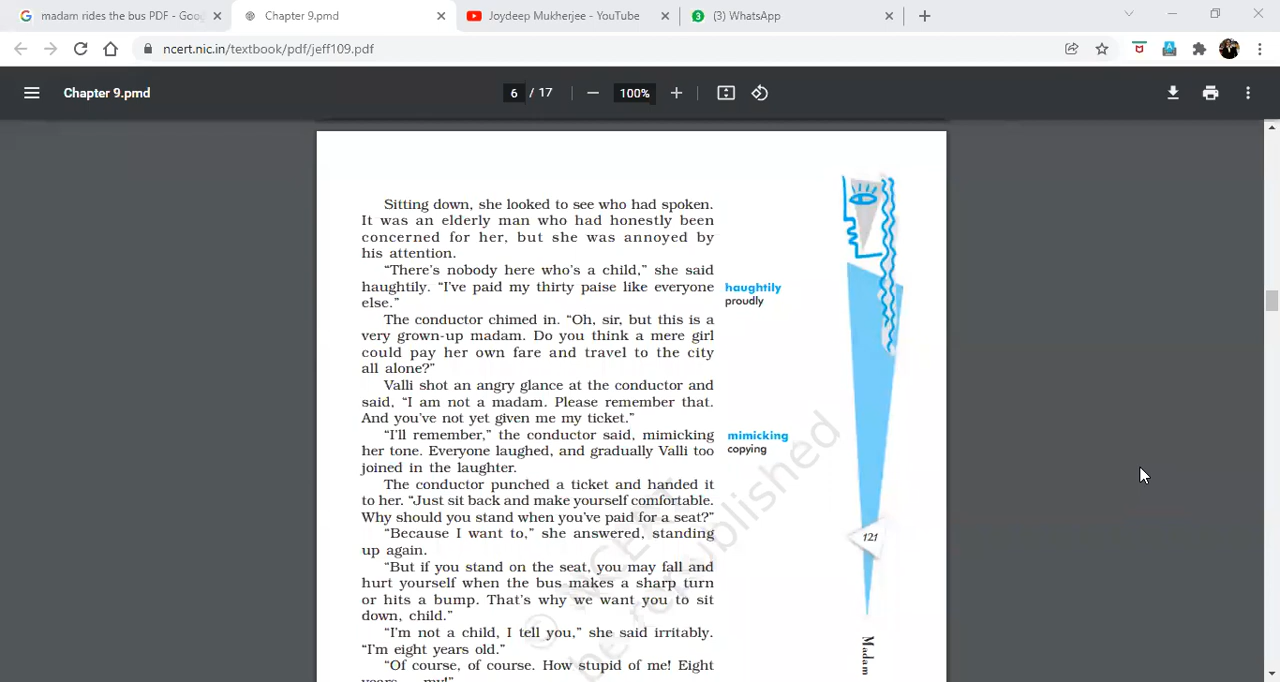 madam rides the bus PDF - Goo
Chapter 9.pmd
Joydeep Mukherjee - YouTube
(3) WhatsApp
ncert.nic.in/textbook/pdf/jeff109.pdf
Chapter 9.pmd
6 / 17
100%
Sitting down, she looked to see who had spoken.
It was an elderly man who had honestly been
concerned for her, but she was annoyed by
his attention.
“There’s nobody here who’s a child,” she said
haughtily. “I’ve paid my thirty paise like everyone
else.”
haughtily
proudly
The conductor chimed in. “Oh, sir, but this is a
very grown-up madam. Do you think a mere girl
could pay her own fare and travel to the city
all alone?”
Valli shot an angry glance at the conductor and
said, “I am not a madam. Please remember that.
And you’ve not yet given me my ticket.”
“I’ll remember,” the conductor said, mimicking
her tone. Everyone laughed, and gradually Valli too
joined in the laughter.
mimicking
copying
The conductor punched a ticket and handed it
to her. “Just sit back and make yourself comfortable.
Why should you stand when you’ve paid for a seat?”
“Because I want to,” she answered, standing
up again.
“But if you stand on the seat, you may fall and
hurt yourself when the bus makes a sharp turn
or hits a bump. That’s why we want you to sit
down, child.”
“I’m not a child, I tell you,” she said irritably.
“I’m eight years old.”
“Of course, of course. How stupid of me! Eight
years — my!”
121
Madam
© NCERT
be republished